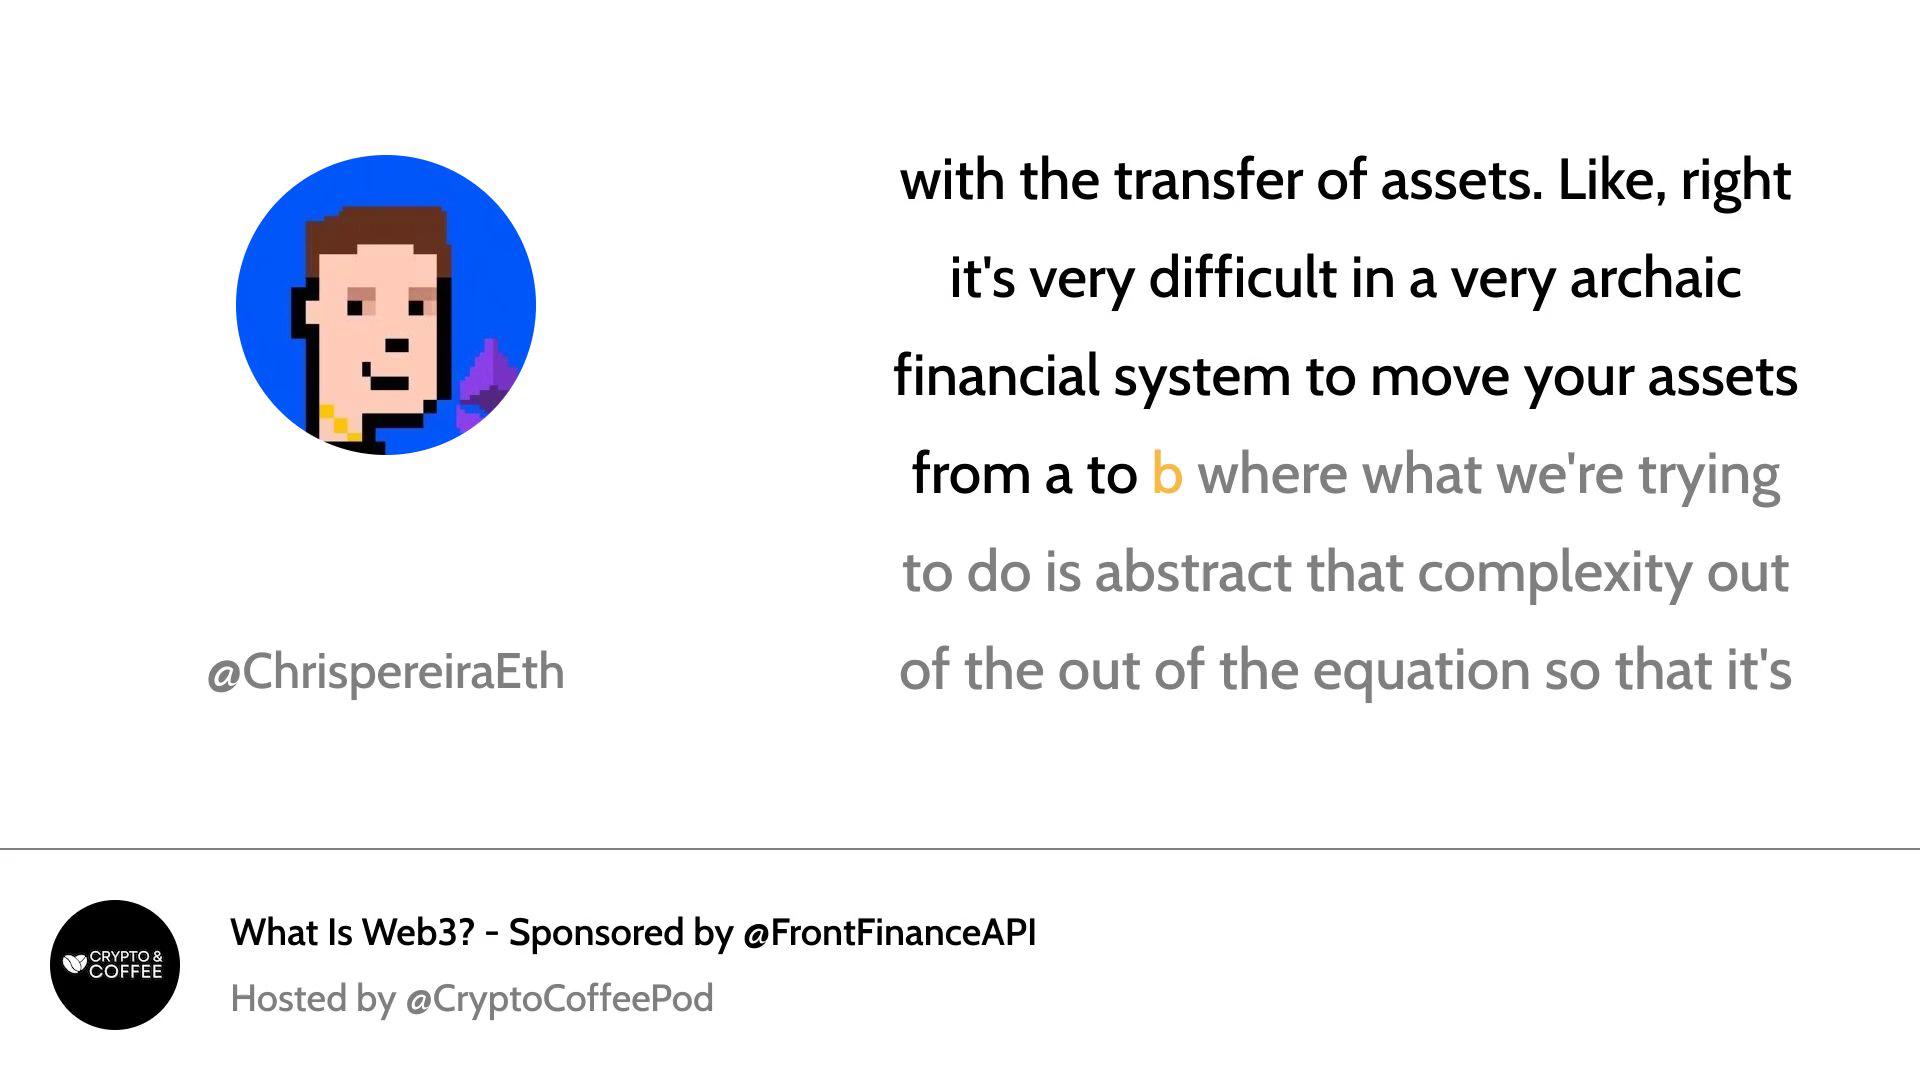 with the transfer of assets. Like, right
it's very difficult in a very archaic
financial system to move your assets
from a to b where what we're trying
to do is abstract that complexity out
of the out of the equation so that it's
@ChrispereiraEth
CRYPTO &
COFFEE
What Is Web3? - Sponsored by @FrontFinanceAPI
Hosted by @CryptoCoffeePod